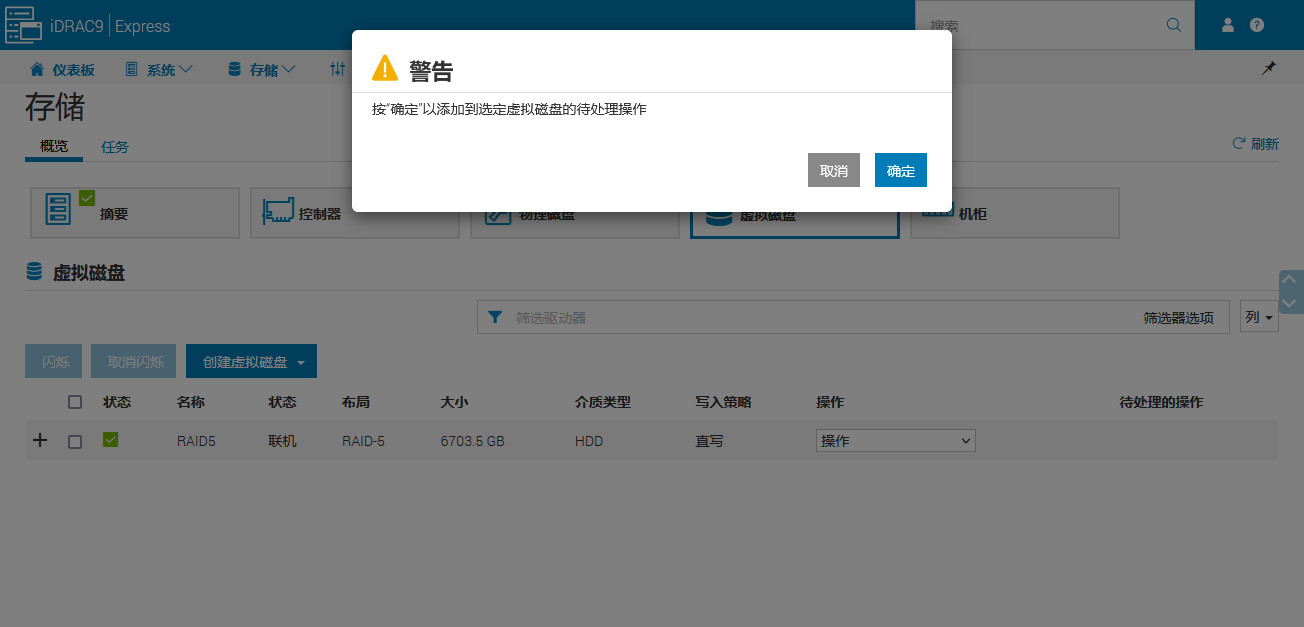 iDRAC9 Express
搜索
警告
按“确定”以添加到选定虚拟磁盘的待处理操作
取消
确定
仪表板
系统
存储
存储
概览
任务
刷新
摘要
控制器
物理磁盘
虚拟磁盘
机柜
虚拟磁盘
筛选驱动器
筛选器选项
列
闪烁
取消闪烁
创建虚拟磁盘
状态 名称 状态 布局 大小 介质类型 写入策略 操作 待处理的操作
RAID5 联机 RAID-5 6703.5 GB HDD 直写 操作